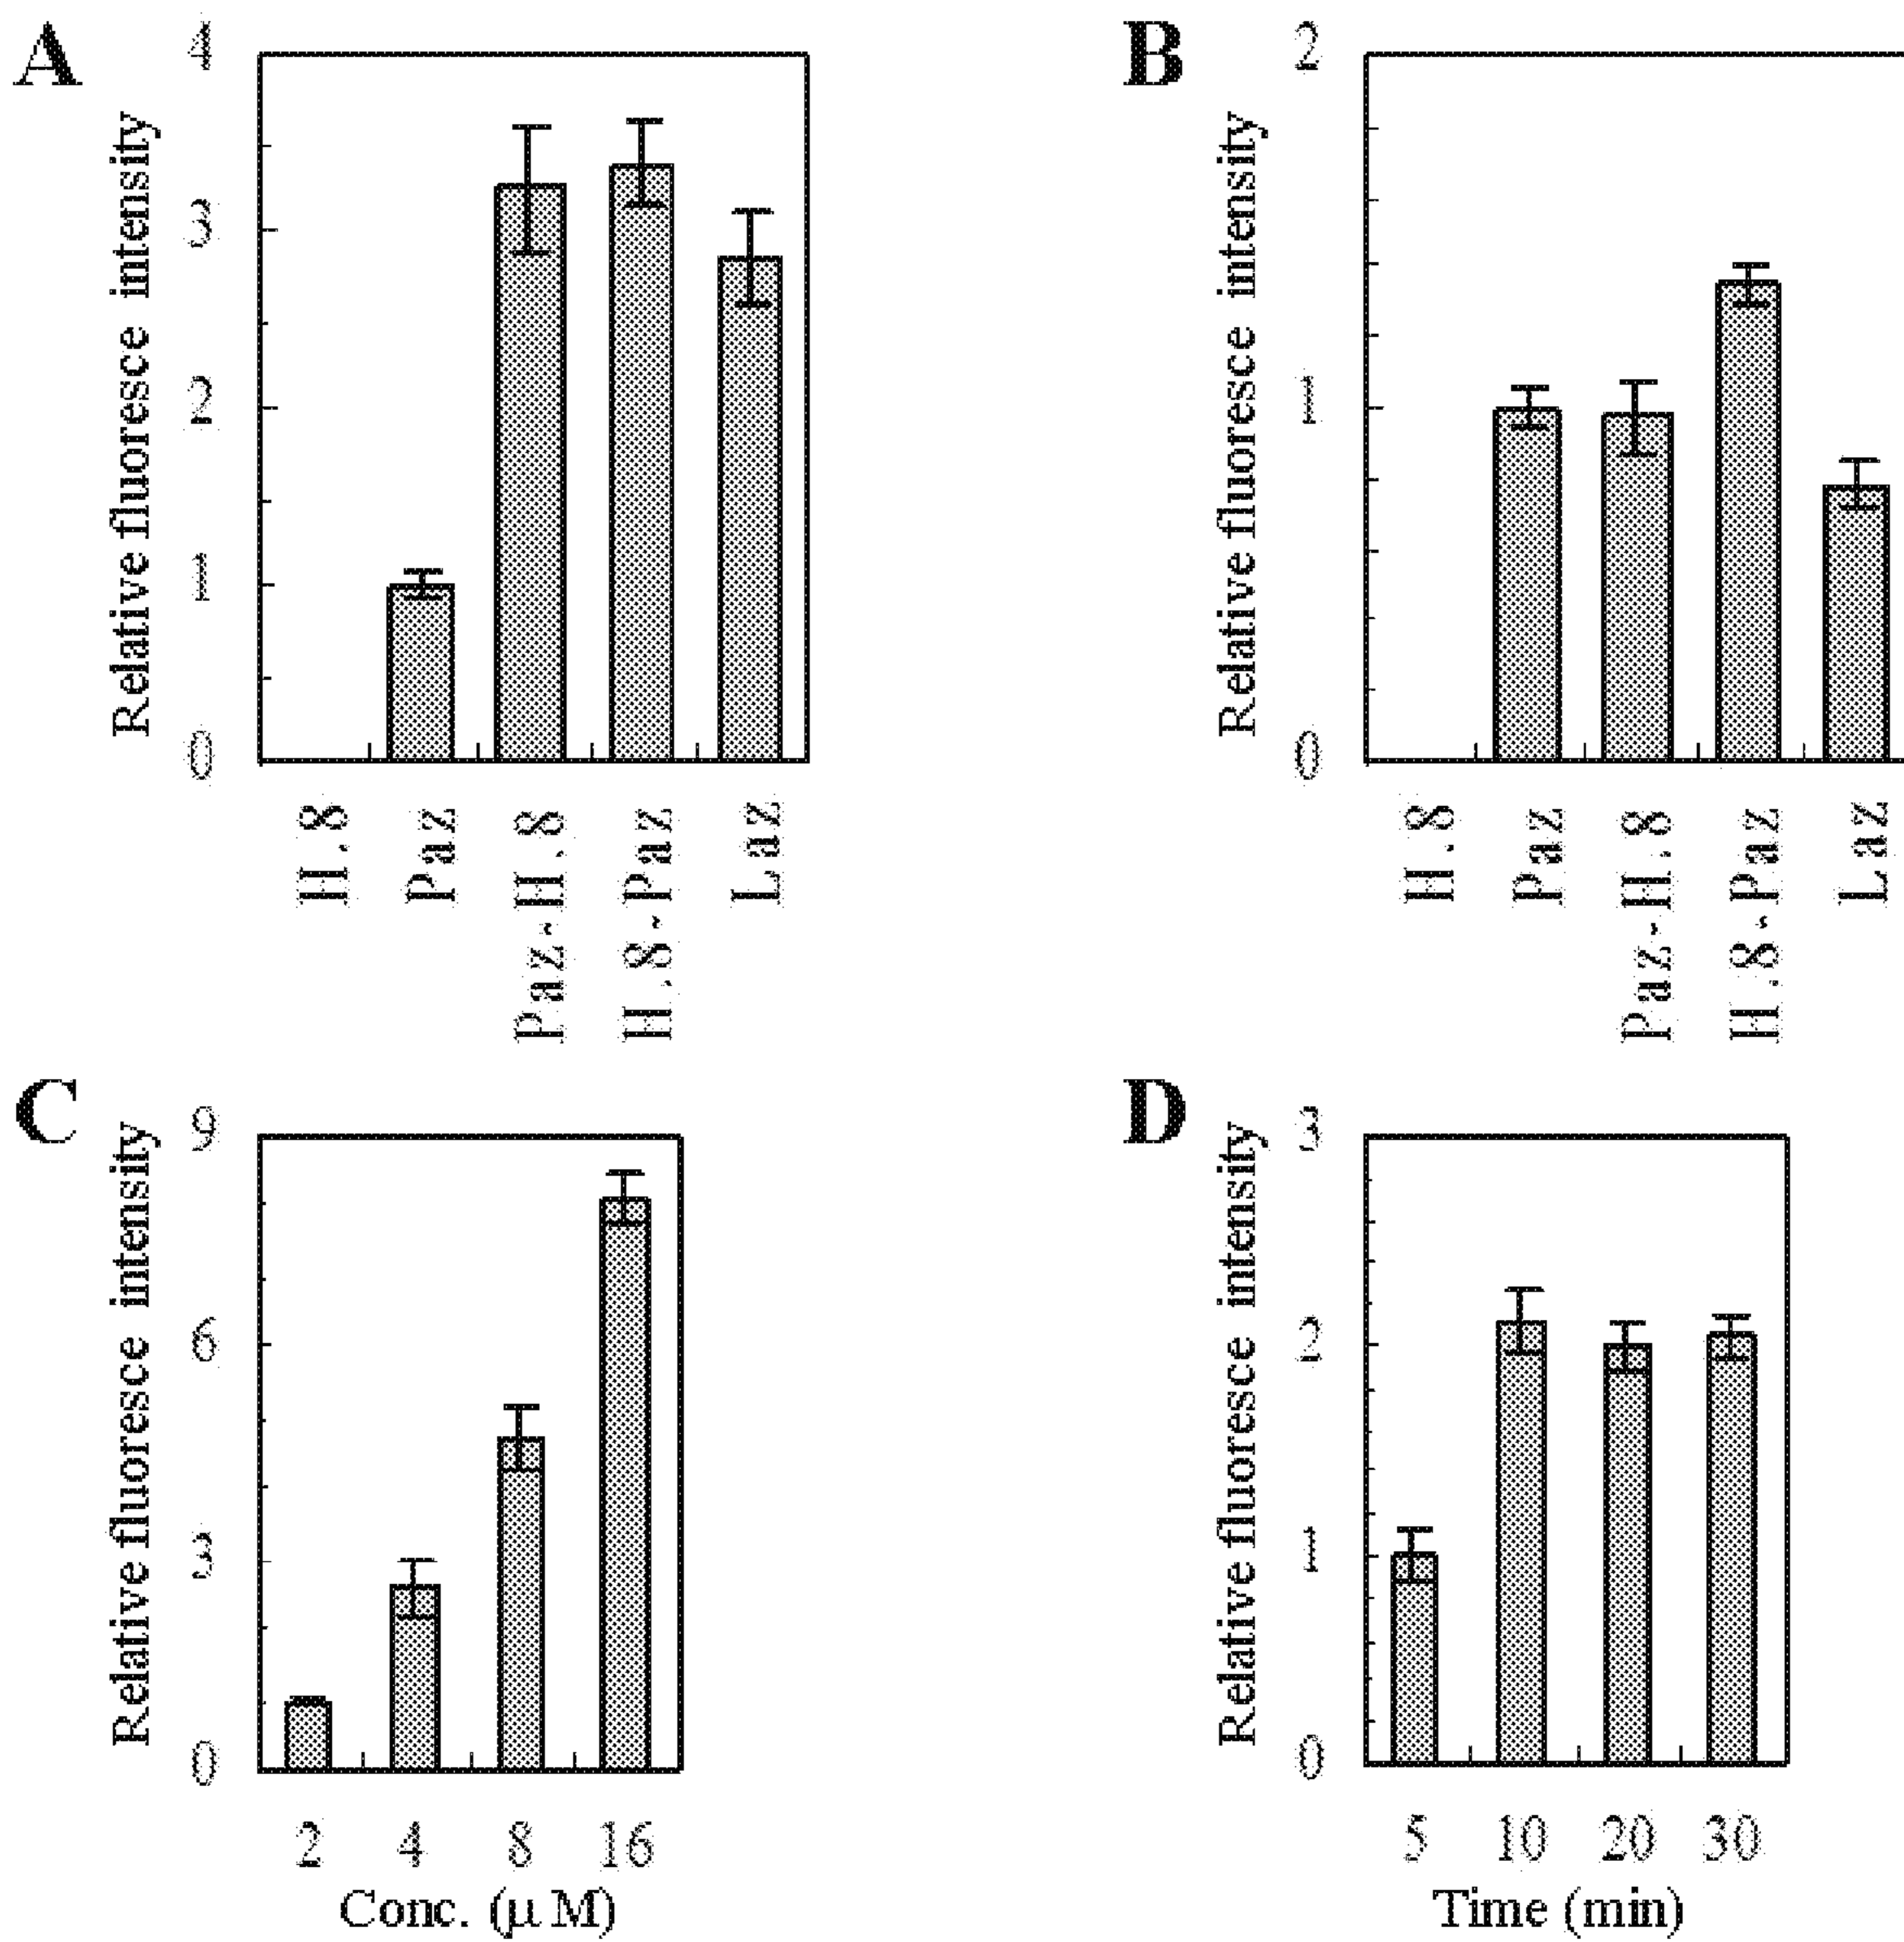 A
Relative fluoresce intensity
4
3
2
1
0
H.8
Paz
Paz-H.8
H.8-Paz
Laz
B
Relative fluoresce intensity
2
1
0
H.8
Paz
Paz-H.8
H.8-Paz
Laz
C
Relative fluoresce intensity
9
6
3
0
2 4 8 16
Conc. (μ M)
D
Relative fluoresce intensity
3
2
1
0
5 10 20 30
Time (min)